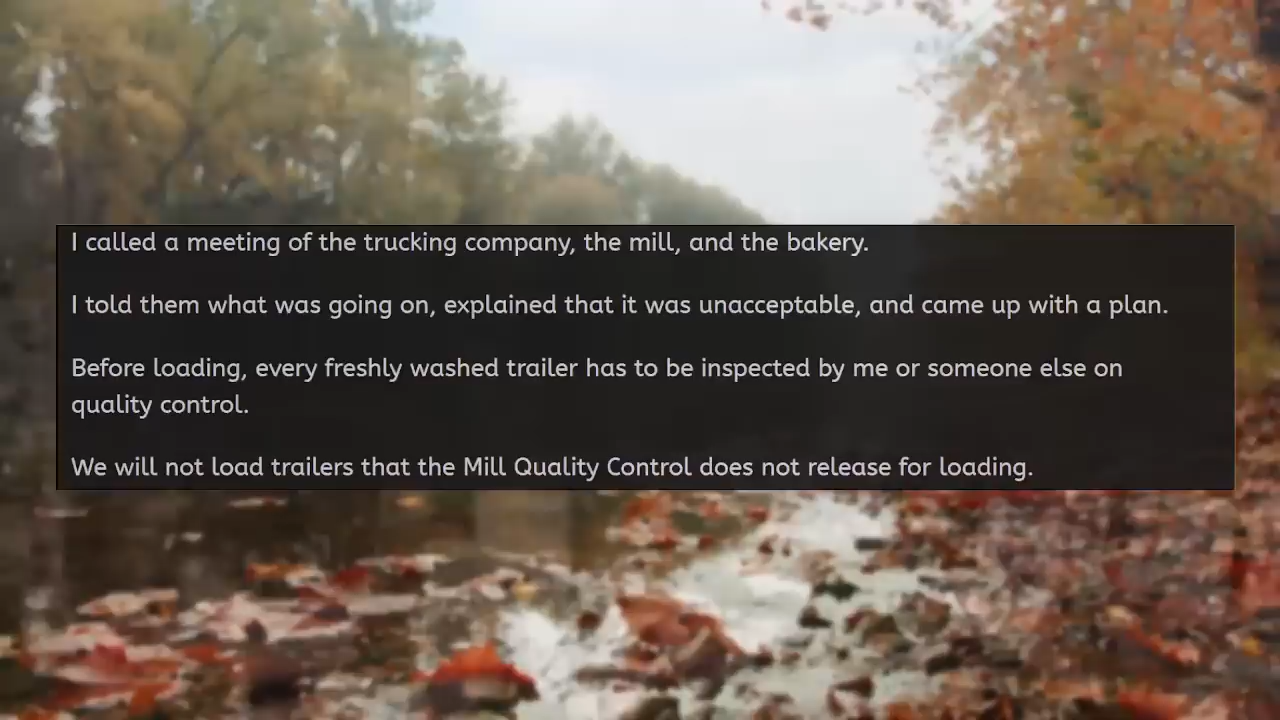 I called a meeting of the trucking company, the mill, and the bakery.
I told them what was going on, explained that it was unacceptable, and came up with a plan.
Before loading, every freshly washed trailer has to be inspected by me or someone else on
quality control.
We will not load trailers that the Mill Quality Control does not release for loading.